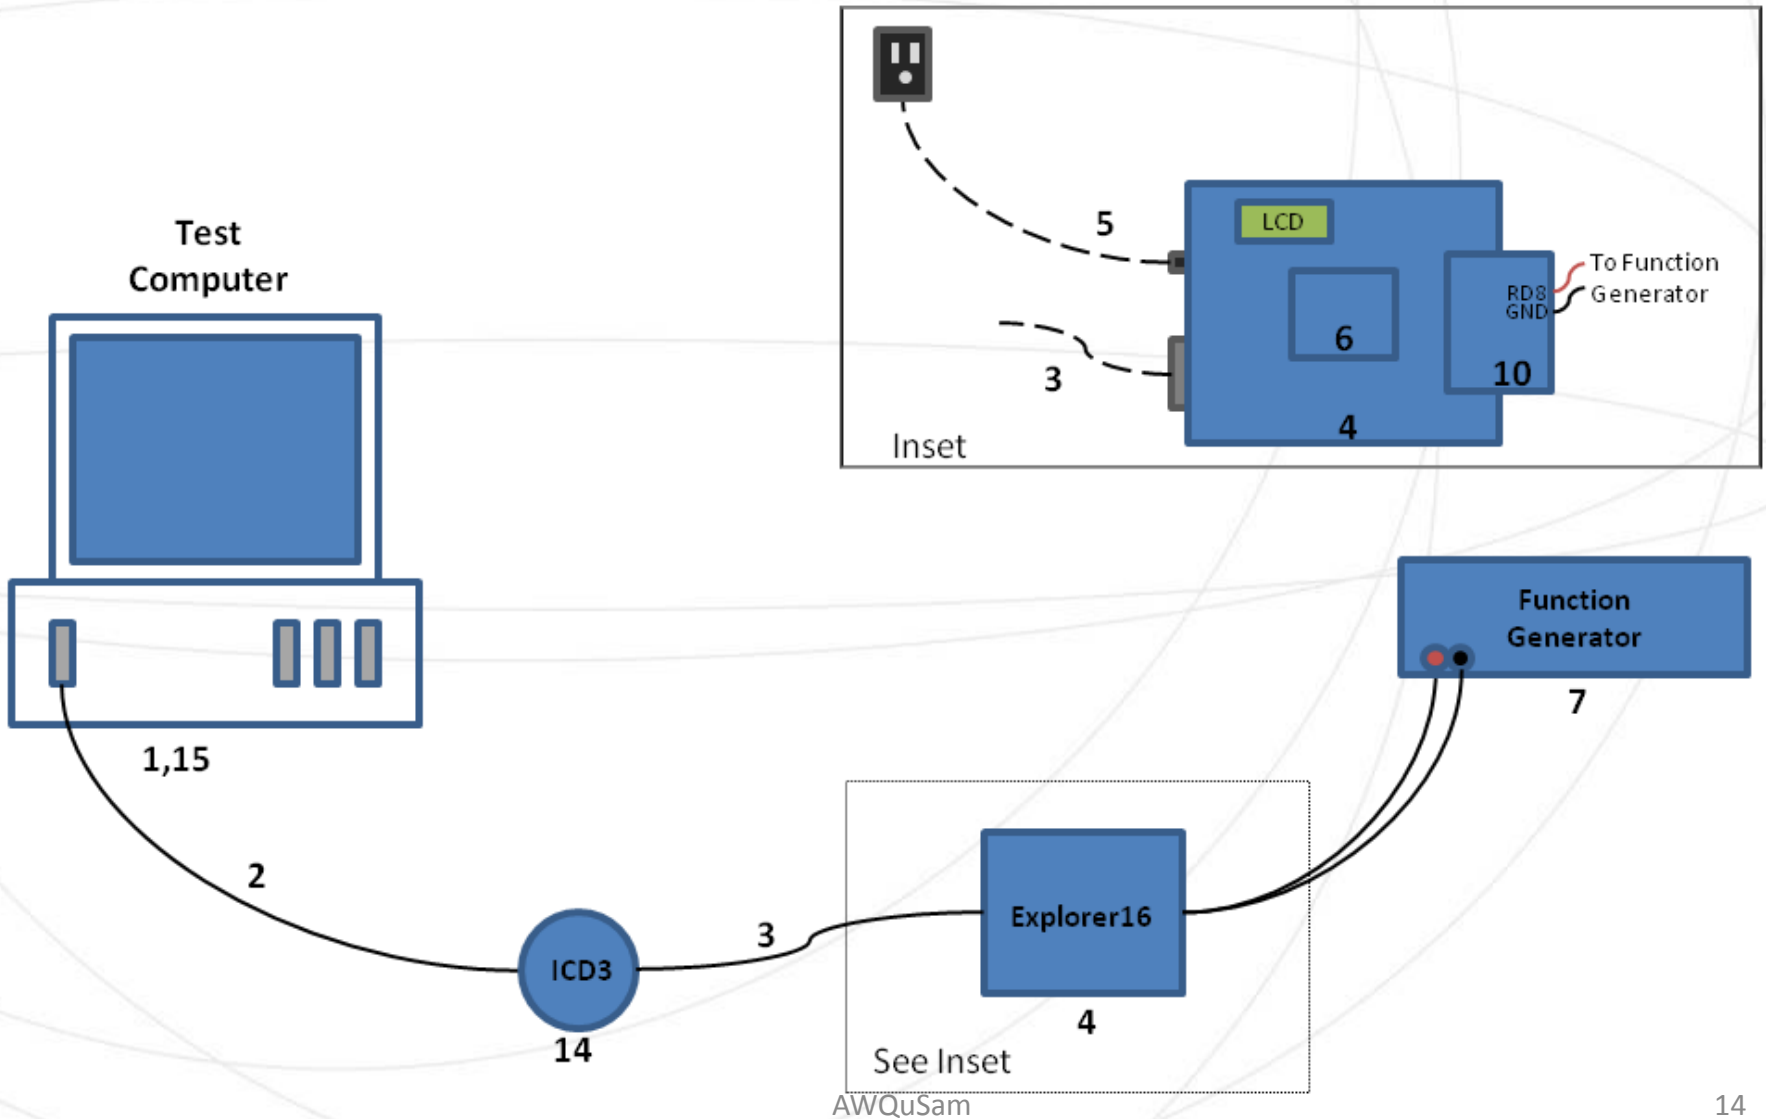 Test
Computer
1,15
2
ICD3
14
3
Explorer16
4
See Inset
Function
Generator
7
5
LCD
3
6
4
RD8
GND
10
To Function
Generator
Inset
AWQuSam
14